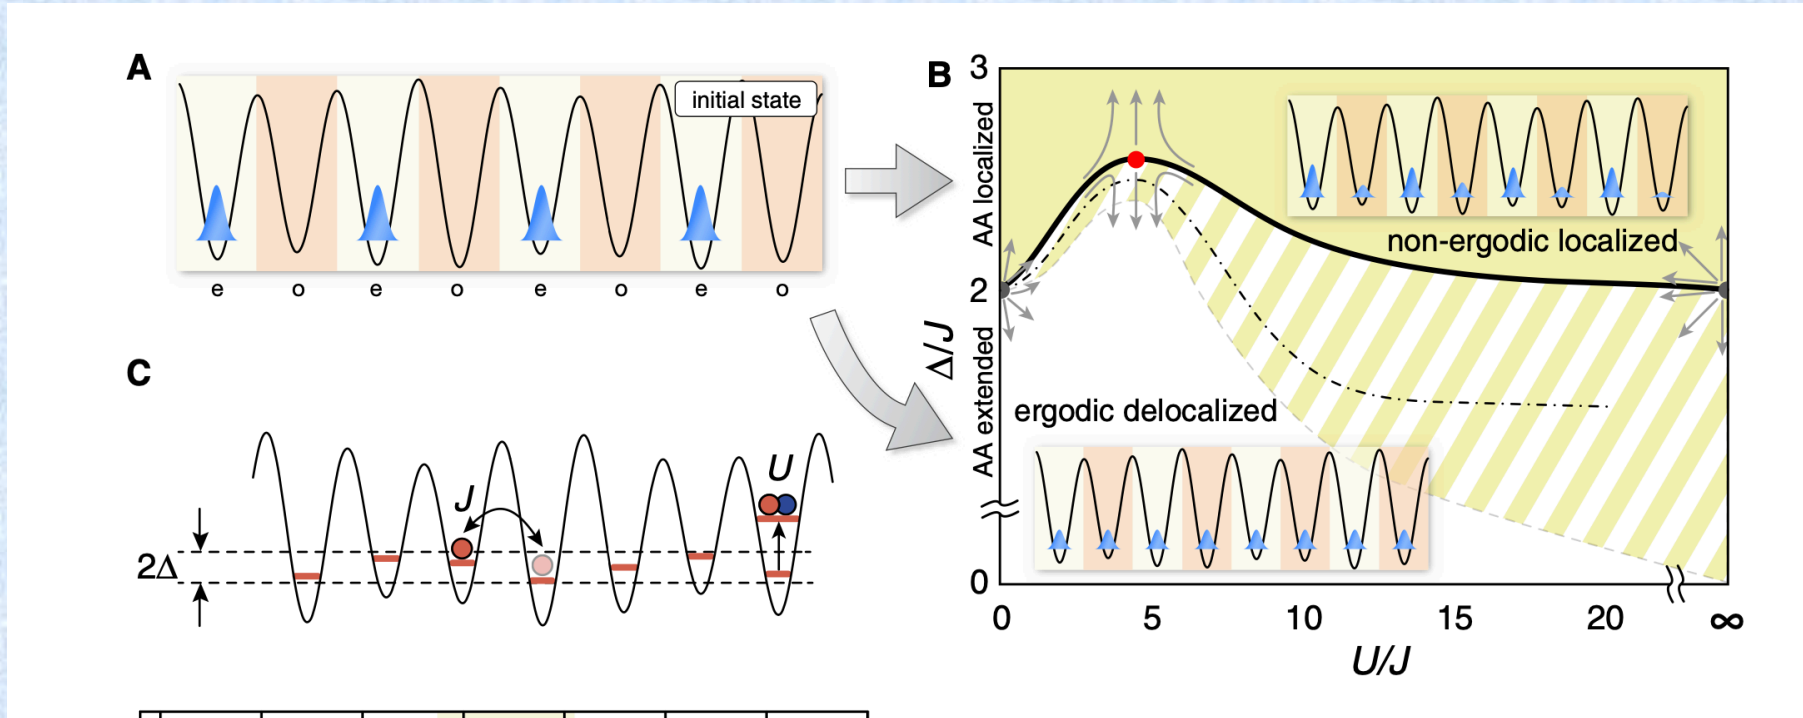 A
initial state
e o e o e o e o
B
3
2
0
AA localized
AA extended
Δ/J
non-ergodic localized
ergodic delocalized
0 5 10 15 20 ∞
U/J
C
J
U
2Δ